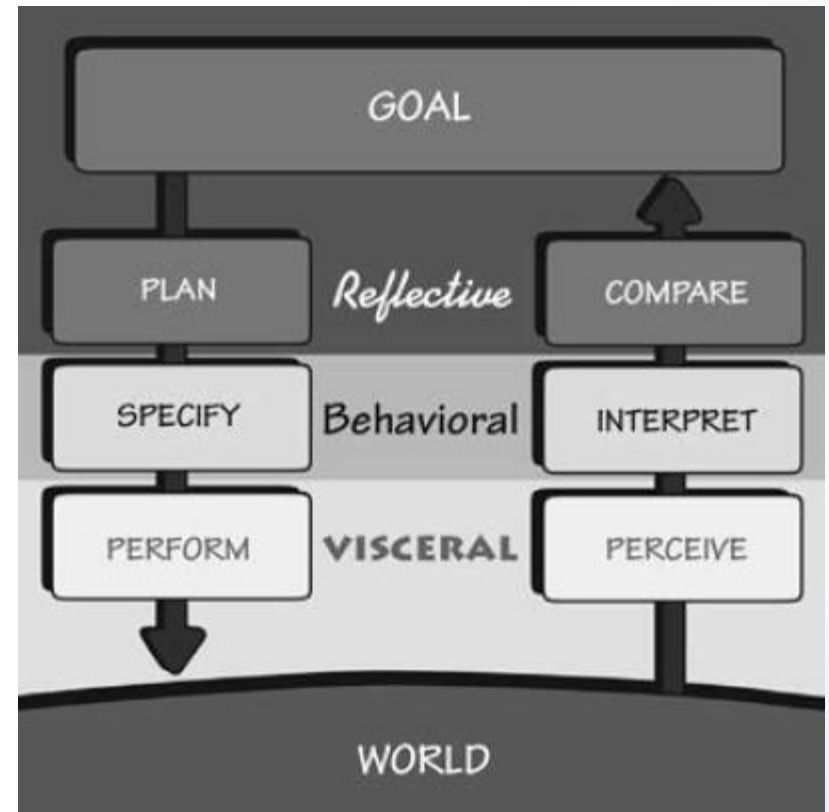 GOAL
PLAN
Reflective
COMPARE
SPECIFY
Behavioral
INTERPRET
PERFORM
VISCERAL
PERCEIVE
WORLD